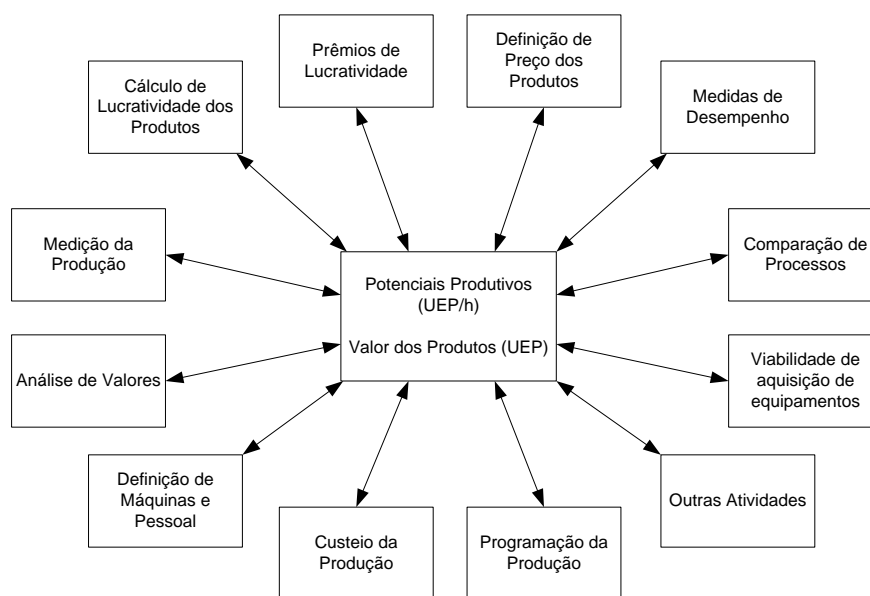 Prêmios de
Lucratividade
Definição de
Preço dos
Produtos
Cálculo de
Lucratividade dos
Produtos
Medidas de
Desempenho
Medição da
Produção
Comparação de
Processos
Potenciais Produtivos
(UEP/h)
Valor dos Produtos (UEP)
Análise de Valores
Viabilidade de
aquisição de
equipamentos
Definição de
Máquinas e
Pessoal
Outras Atividades
Custeio da
Produção
Programação da
Produção